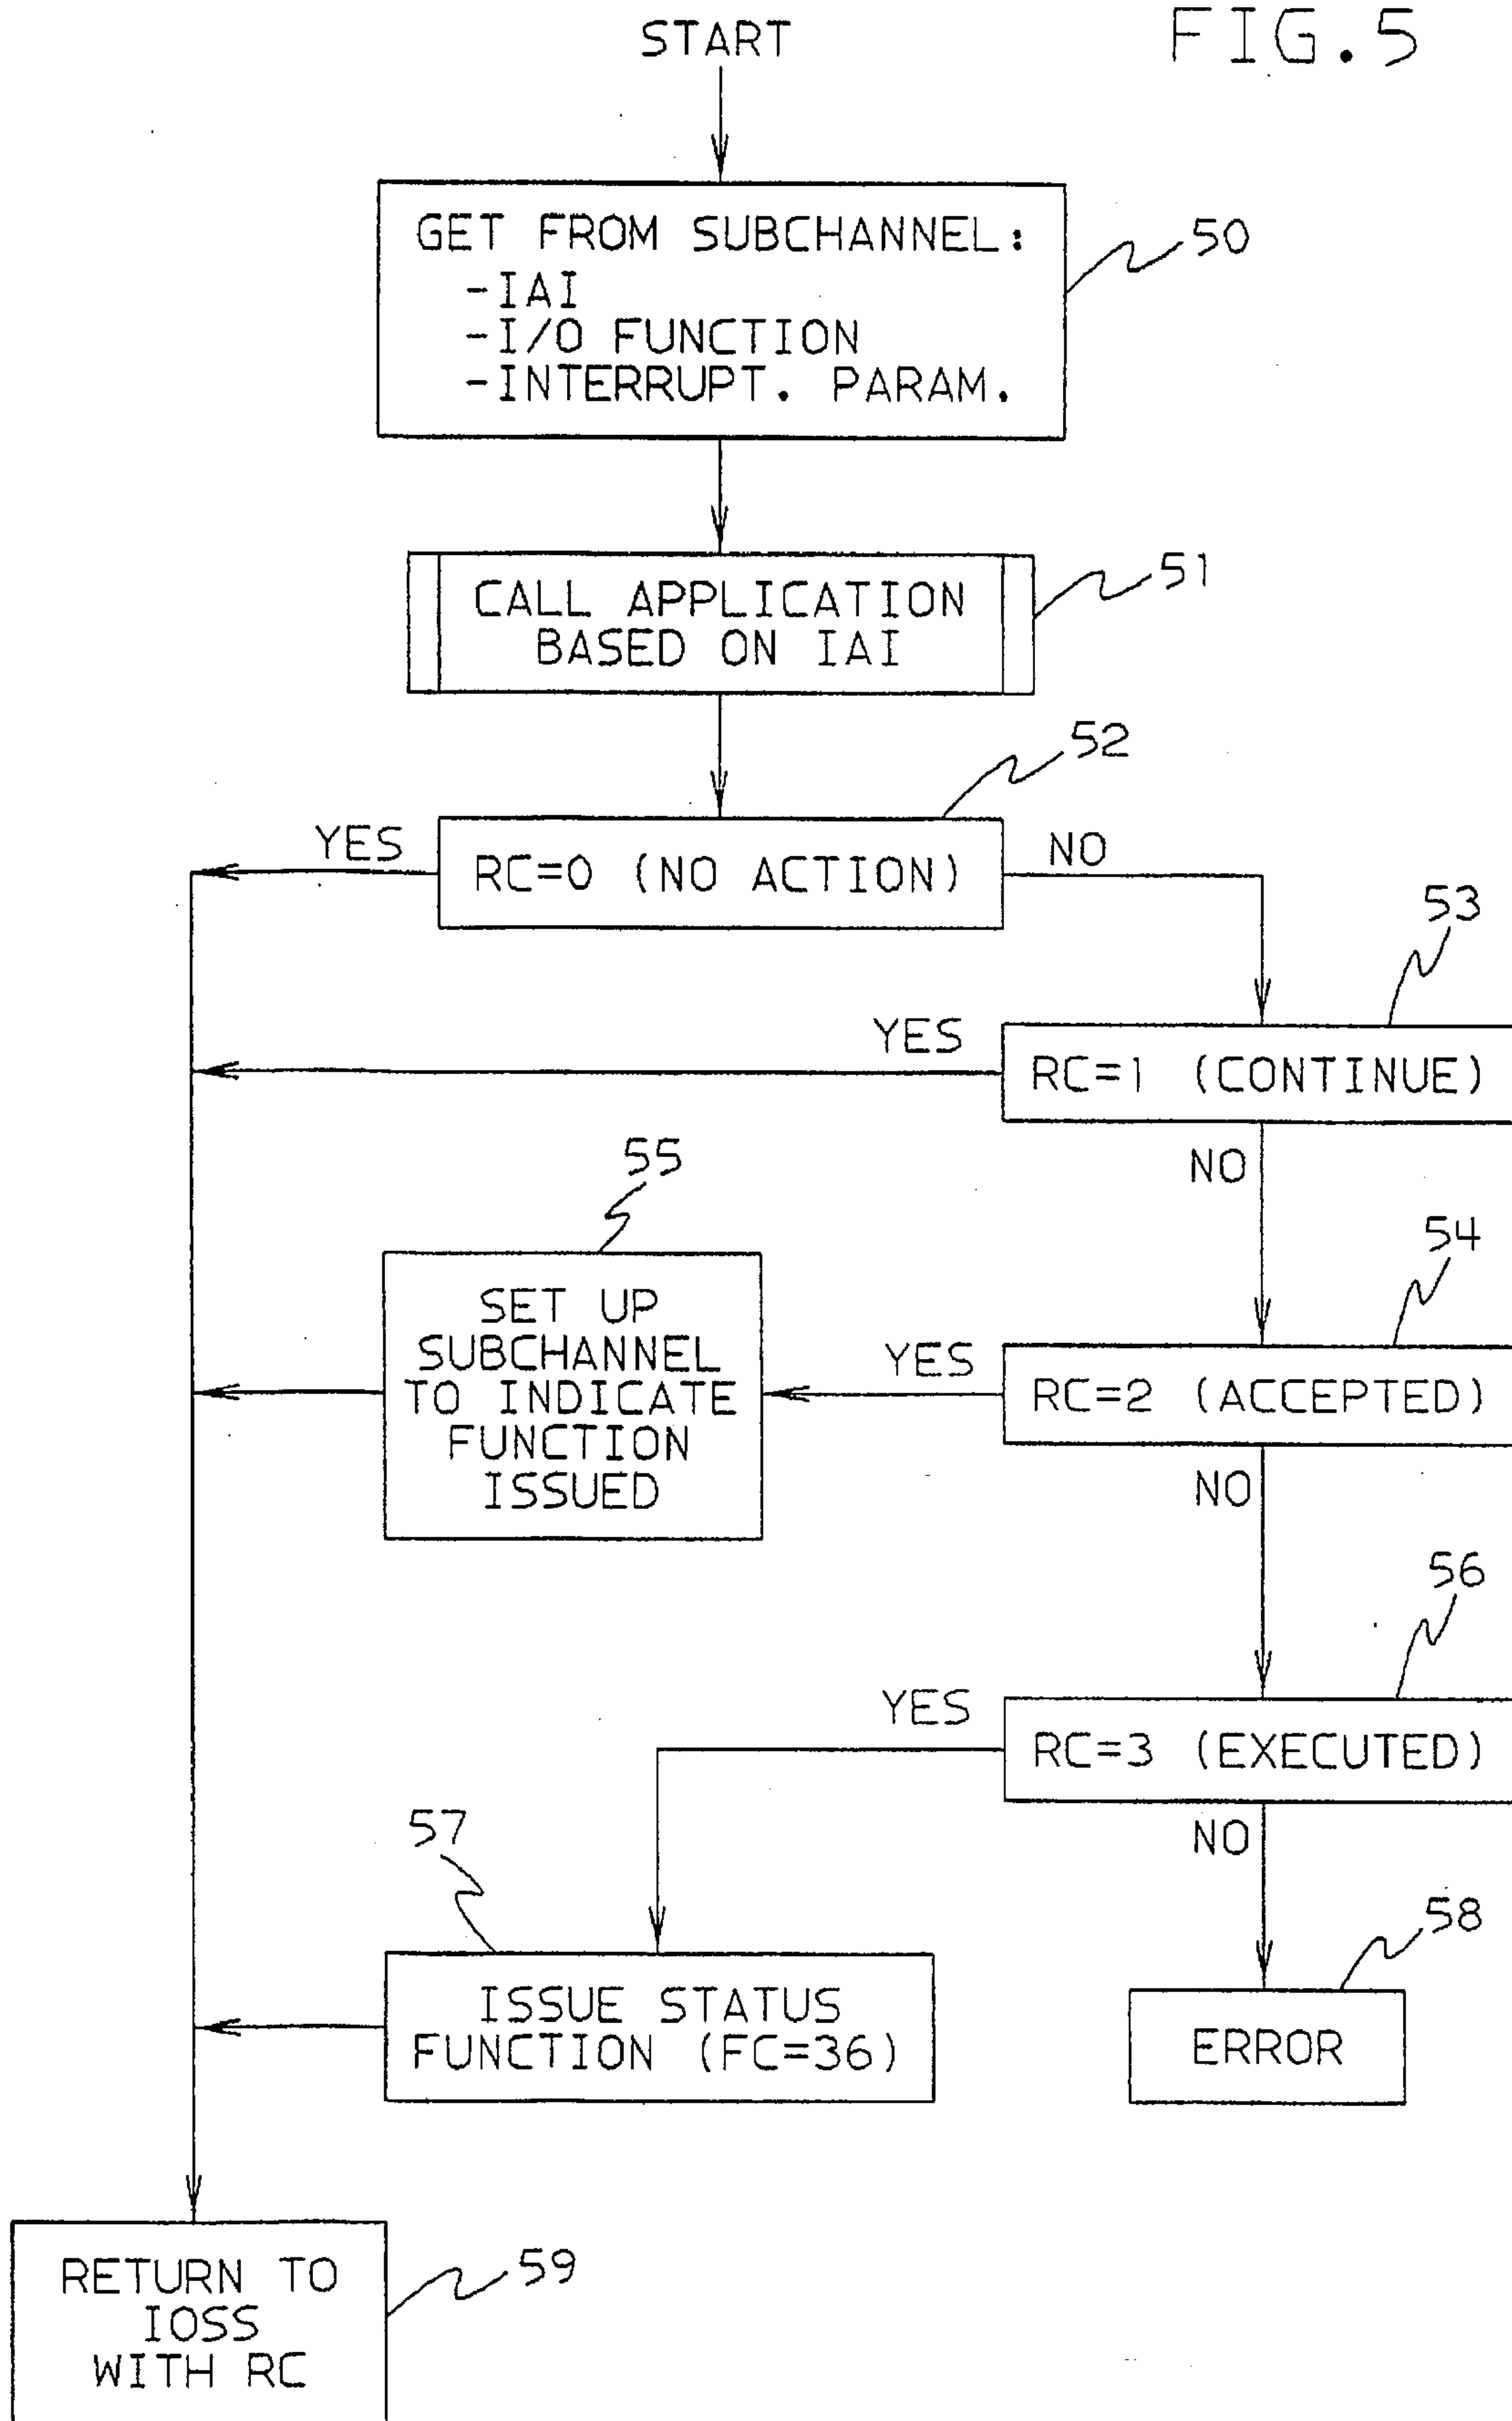 FIG.5
START
GET FROM SUBCHANNEL:
-IAI
-I/O FUNCTION
-INTERRUPT. PARAM.
50
CALL APPLICATION
BASED ON IAI
51
52
YES
RC=0 (NO ACTION)
NO
53
YES
RC=1 (CONTINUE)
NO
55
54
SET UP
SUBCHANNEL
TO INDICATE
FUNCTION
ISSUED
YES
RC=2 (ACCEPTED)
NO
56
YES
RC=3 (EXECUTED)
NO
57
58
ISSUE STATUS
FUNCTION (FC=36)
ERROR
RETURN TO
IOSS
WITH RC
59